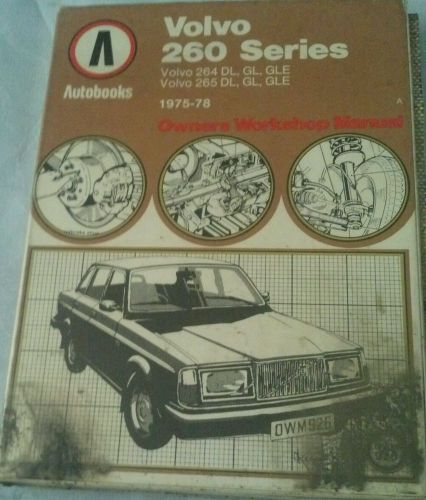 Volvo
260 Series
Volvo 264 DL, GL, GLE
Volvo 265 DL, GL, GLE
Autobooks
1975-78
A
Owners Workshop Manual
OWM926